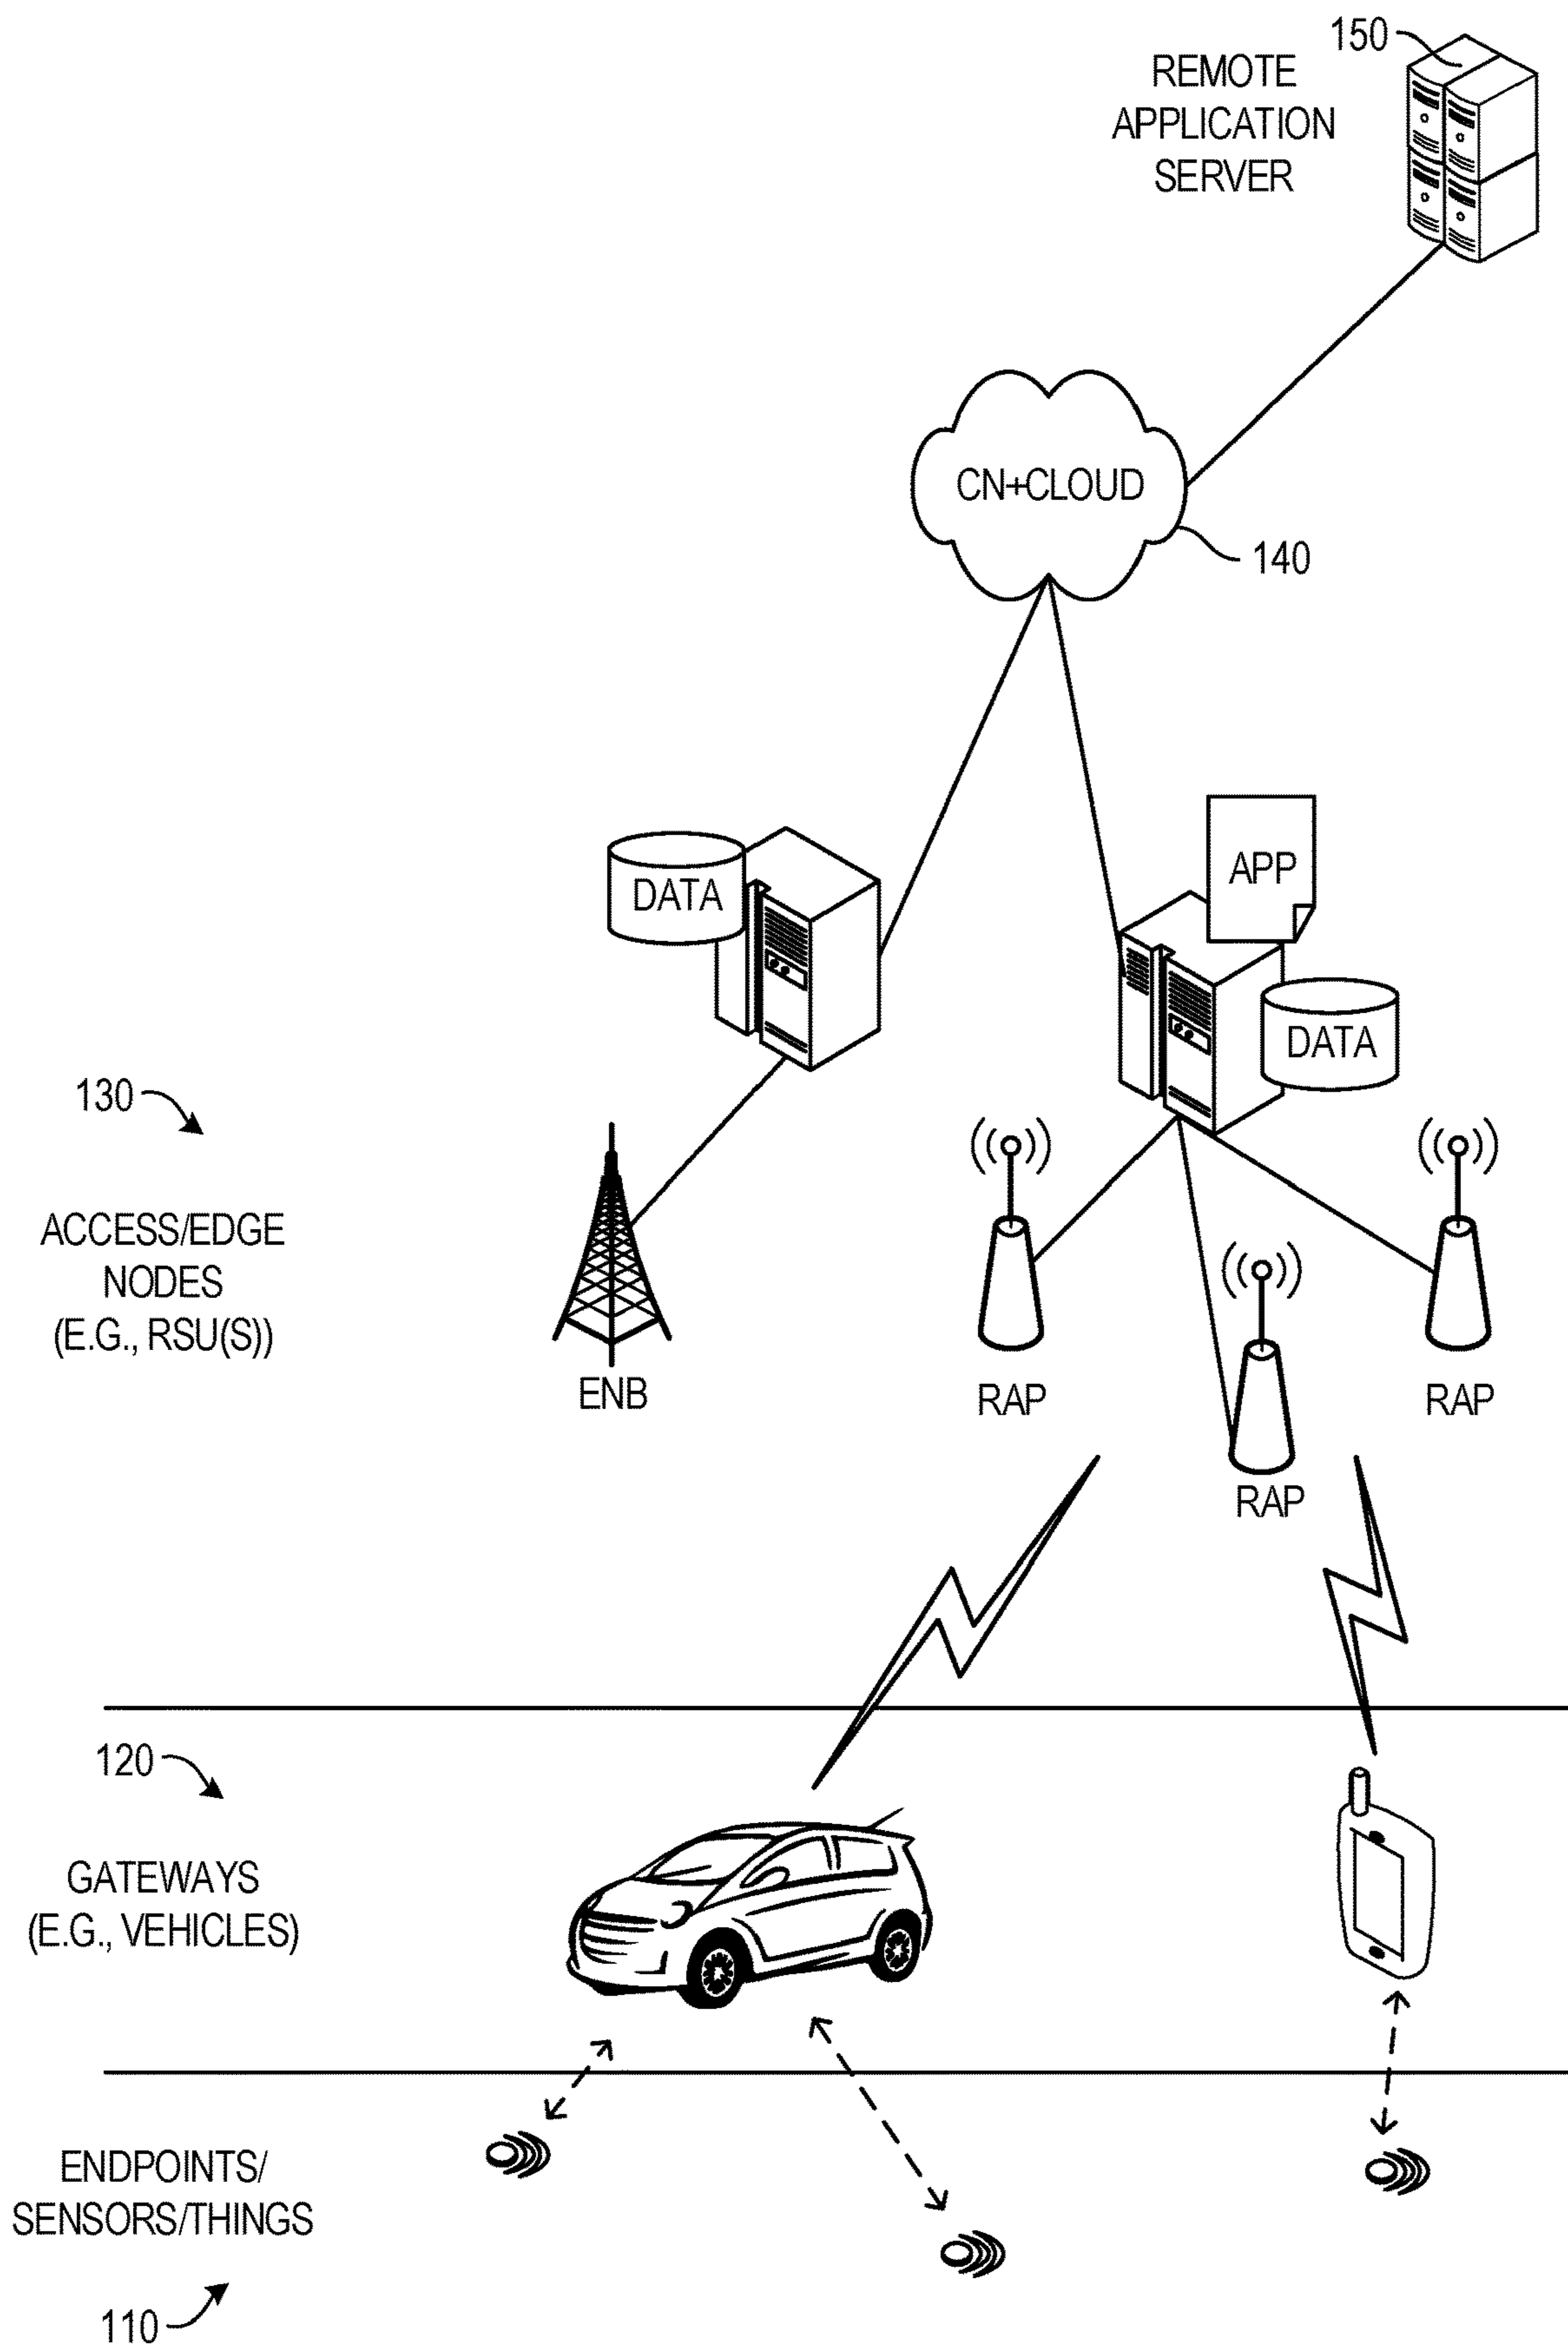 150
REMOTE
APPLICATION
SERVER
CN+CLOUD
140
APP
DATA
DATA
130
ACCESS/EDGE
NODES
(E.G., RSU(S))
ENB
RAP
RAP
RAP
120
GATEWAYS
(E.G., VEHICLES)
ENDPOINTS/
SENSORS/THINGS
110